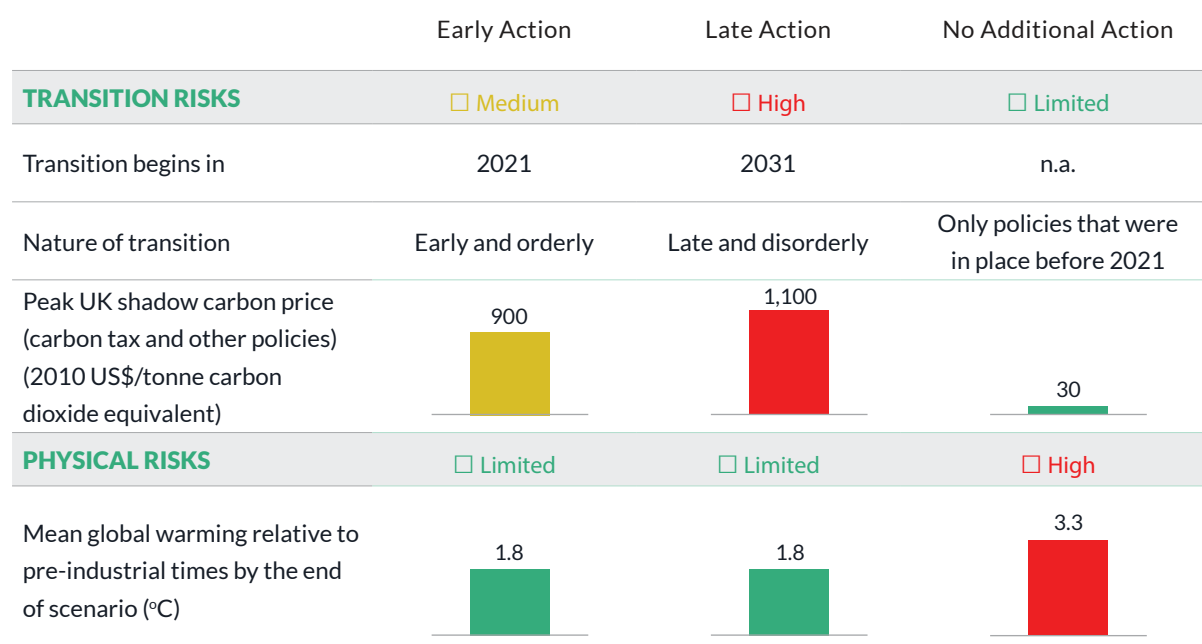 Early Action Late Action No Additional Action
TRANSITION RISKS ☐ Medium ☐ High ☐ Limited
Transition begins in 2021 2031 n.a.
Nature of transition Early and orderly Late and disorderly Only policies that were
in place before 2021
Peak UK shadow carbon price
(carbon tax and other policies)
(2010 US$/tonne carbon
dioxide equivalent)
900 1,100 30
PHYSICAL RISKS ☐ Limited ☐ Limited ☐ High
Mean global warming relative to
pre-industrial times by the end
of scenario (°C)
1.8 1.8 3.3